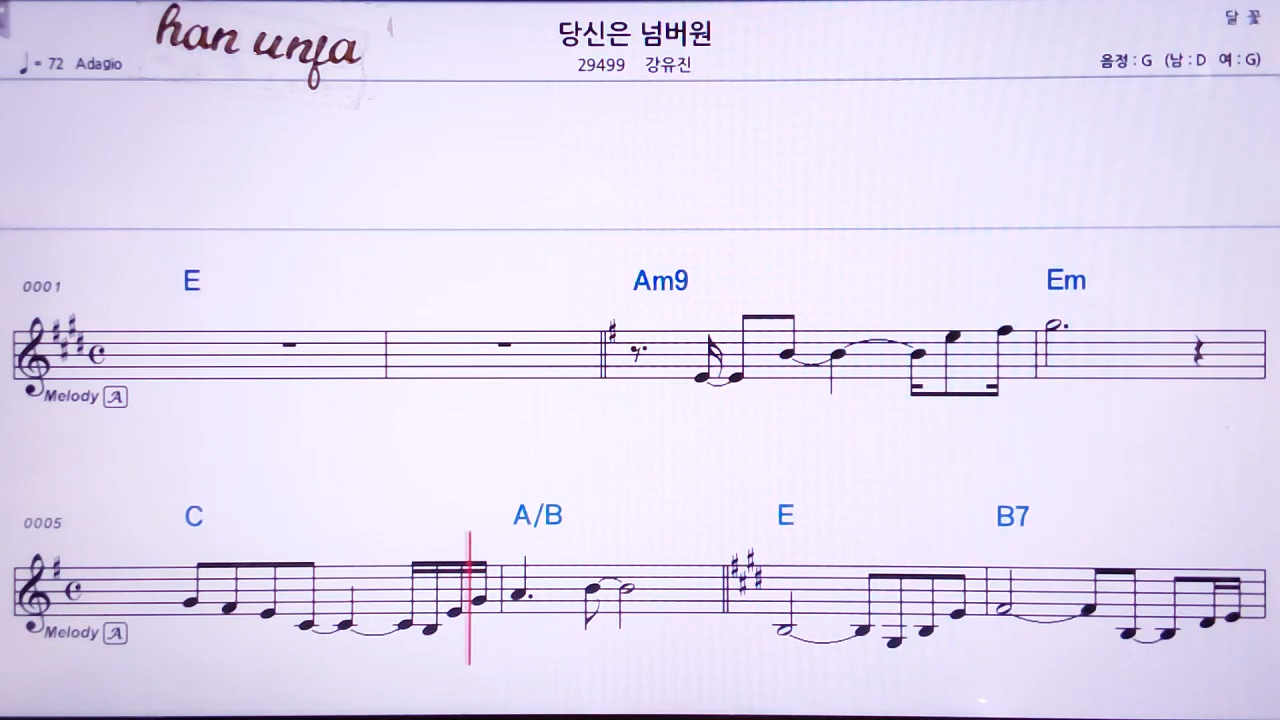 han unfa
당신은 넘버원
달 꽃
♩= 72 Adagio
29499 강유진
음정 : G (남 : D 여 : G)
0001 E Am9 Em
Melody A
0005 C A/B E B7
Melody A